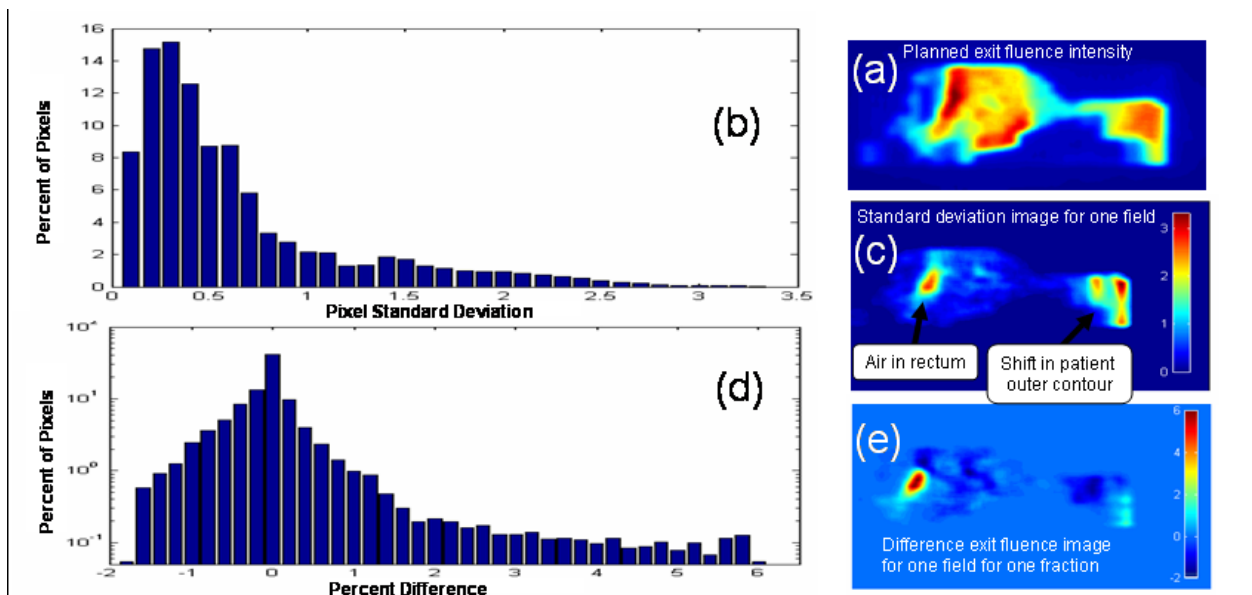 16
14
12
10
8
6
4
2
0
0
0.5
1
1.5
2
2.5
3
3.5
Percent of Pixels
Pixel Standard Deviation
(b)
10
1
10
0
10
-1
-2
-1
0
1
2
3
4
5
6
Percent of Pixels
Percent Difference
(d)
(a)
Planned exit fluence intensity
Standard deviation image for one field
(c)
3
2
1
0
Air in rectum
Shift in patient
outer contour
(e)
6
4
2
0
-2
Difference exit fluence image
for one field for one fraction